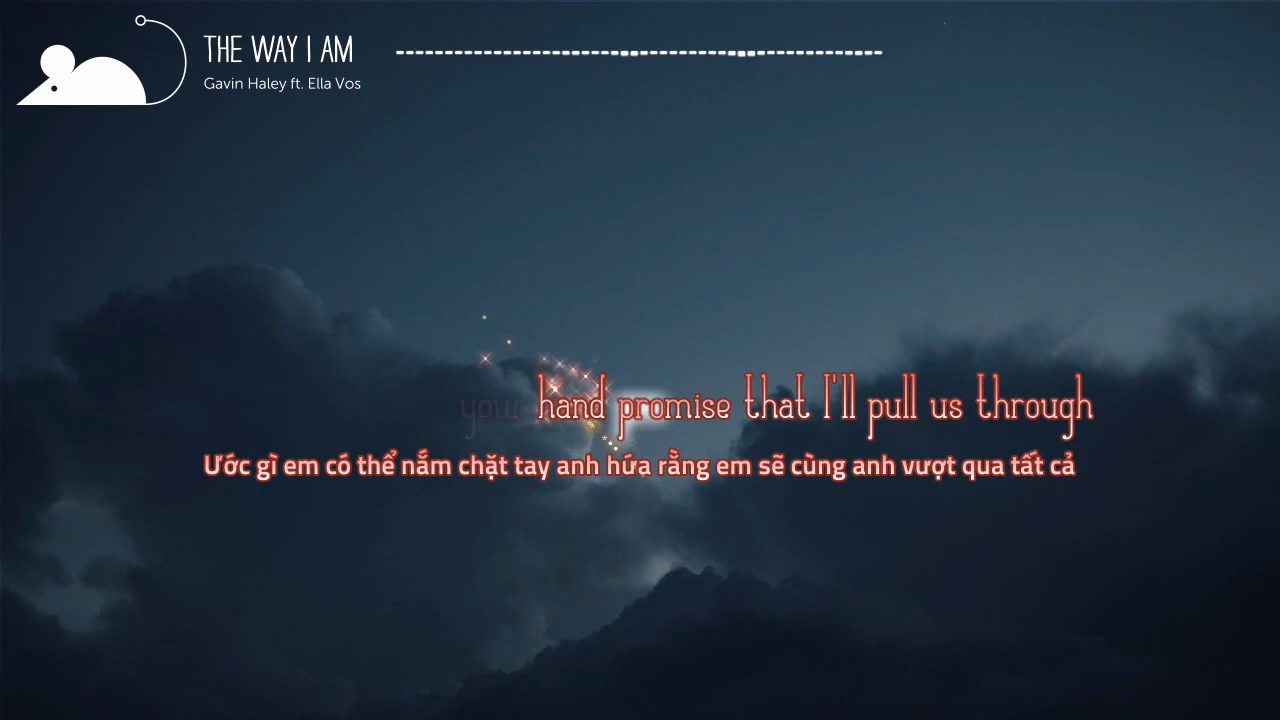 THE WAY I AM
Gavin Haley ft. Ella Vos
your hand promise that I'll pull us through
Ước gì em có thể nắm chặt tay anh hứa rằng em sẽ cùng anh vượt qua tất cả